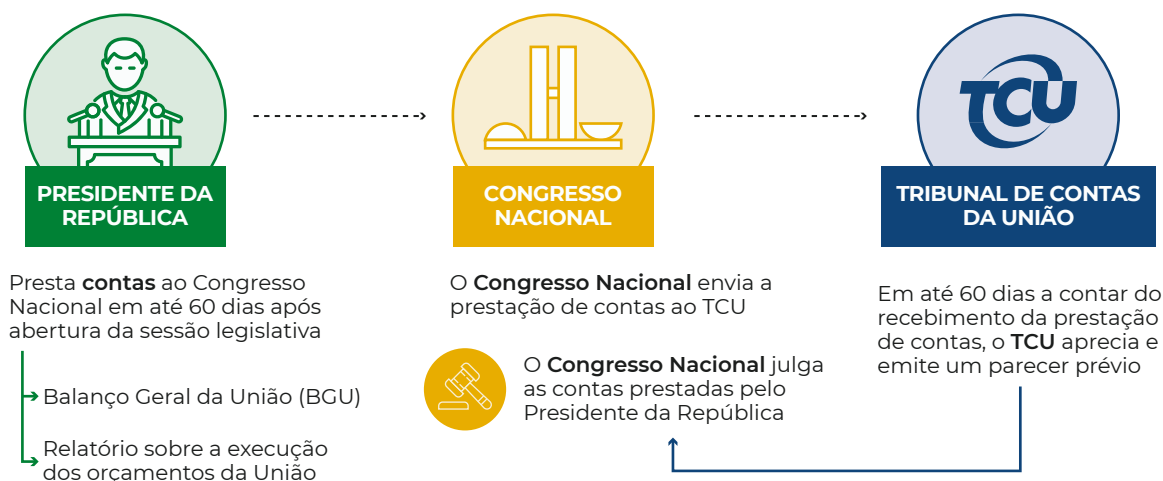 TCU
PRESIDENTE DA
REPÚBLICA
Presta contas ao Congresso
Nacional em até 60 dias após
abertura da sessão legislativa
Balanço Geral da União (BGU)
Relatório sobre a execução
dos orçamentos da União
CONGRESSO
NACIONAL
O Congresso Nacional envia a
prestação de contas ao TCU
O Congresso Nacional julga
as contas prestadas pelo
Presidente da República
TRIBUNAL DE CONTAS
DA UNIÃO
Em até 60 dias a contar do
recebimento da prestação
de contas, o TCU aprecia e
emite um parecer prévio